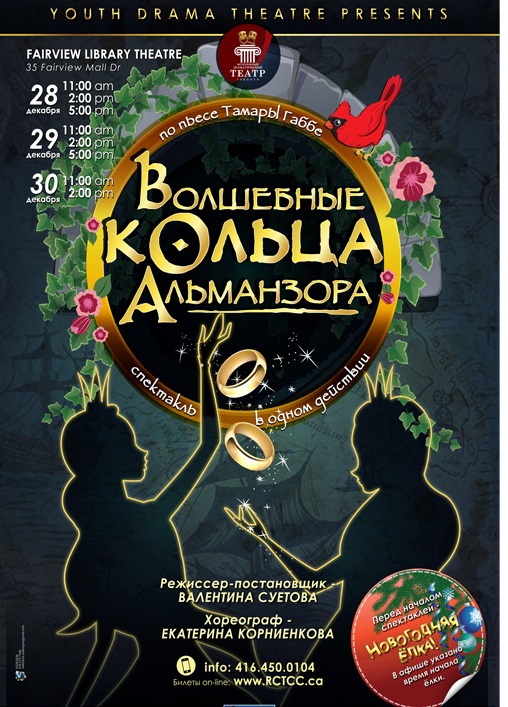 YOUTH DRAMA THEATRE PRESENTS
FAIRVIEW LIBRARY THEATRE
35 Fairview Mall Dr
ТЕАТР
28 декабря 11:00 am
2:00 pm
5:00 pm
29 декабря 11:00 am
2:00 pm
5:00 pm
30 декабря 11:00 am
2:00 pm
по пьесе Тамары Габбе
ВОЛШЕБНЫЕ
КОЛЬЦА
АЛЬМАНЗОРА
спектакль в одном действии
Режиссер-постановщик -
ВАЛЕНТИНА СУЕТОВА
Хореограф -
ЕКАТЕРИНА КОРНИЕНКОВА
info: 416.450.0104
Билеты on-line: www.RCTCC.ca
Перед началом
спектаклей
НОВОГОДНЯЯ
ЁЛКА!
В афише указано
время начала
ёлки.